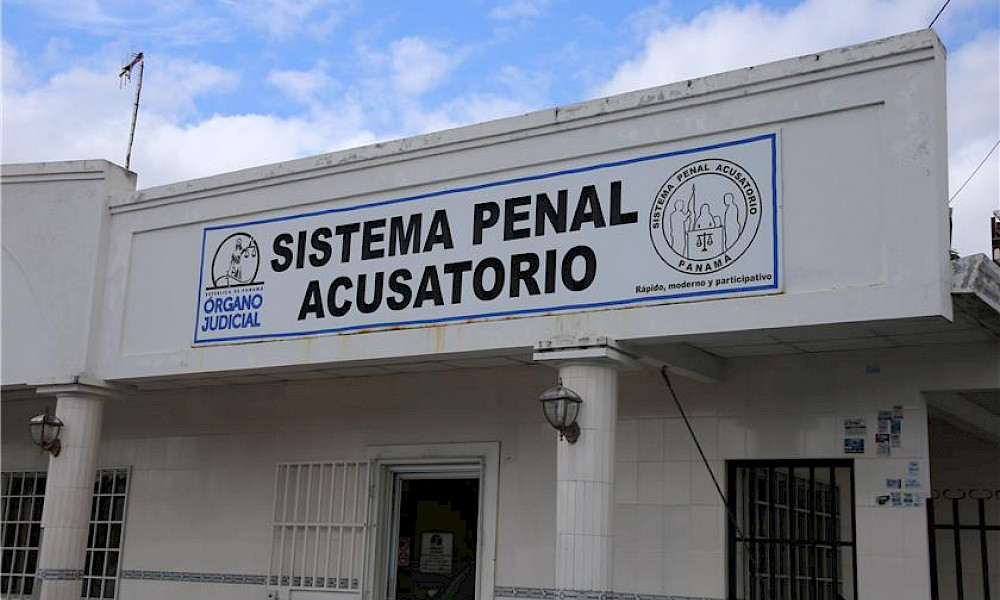 REPÚBLICA DE PANAMÁ
ÓRGANO
JUDICIAL
SISTEMA PENAL
ACUSATORIO
SISTEMA PENAL ACUSATORIO
PANAMÁ
Rápido, moderno y participativo